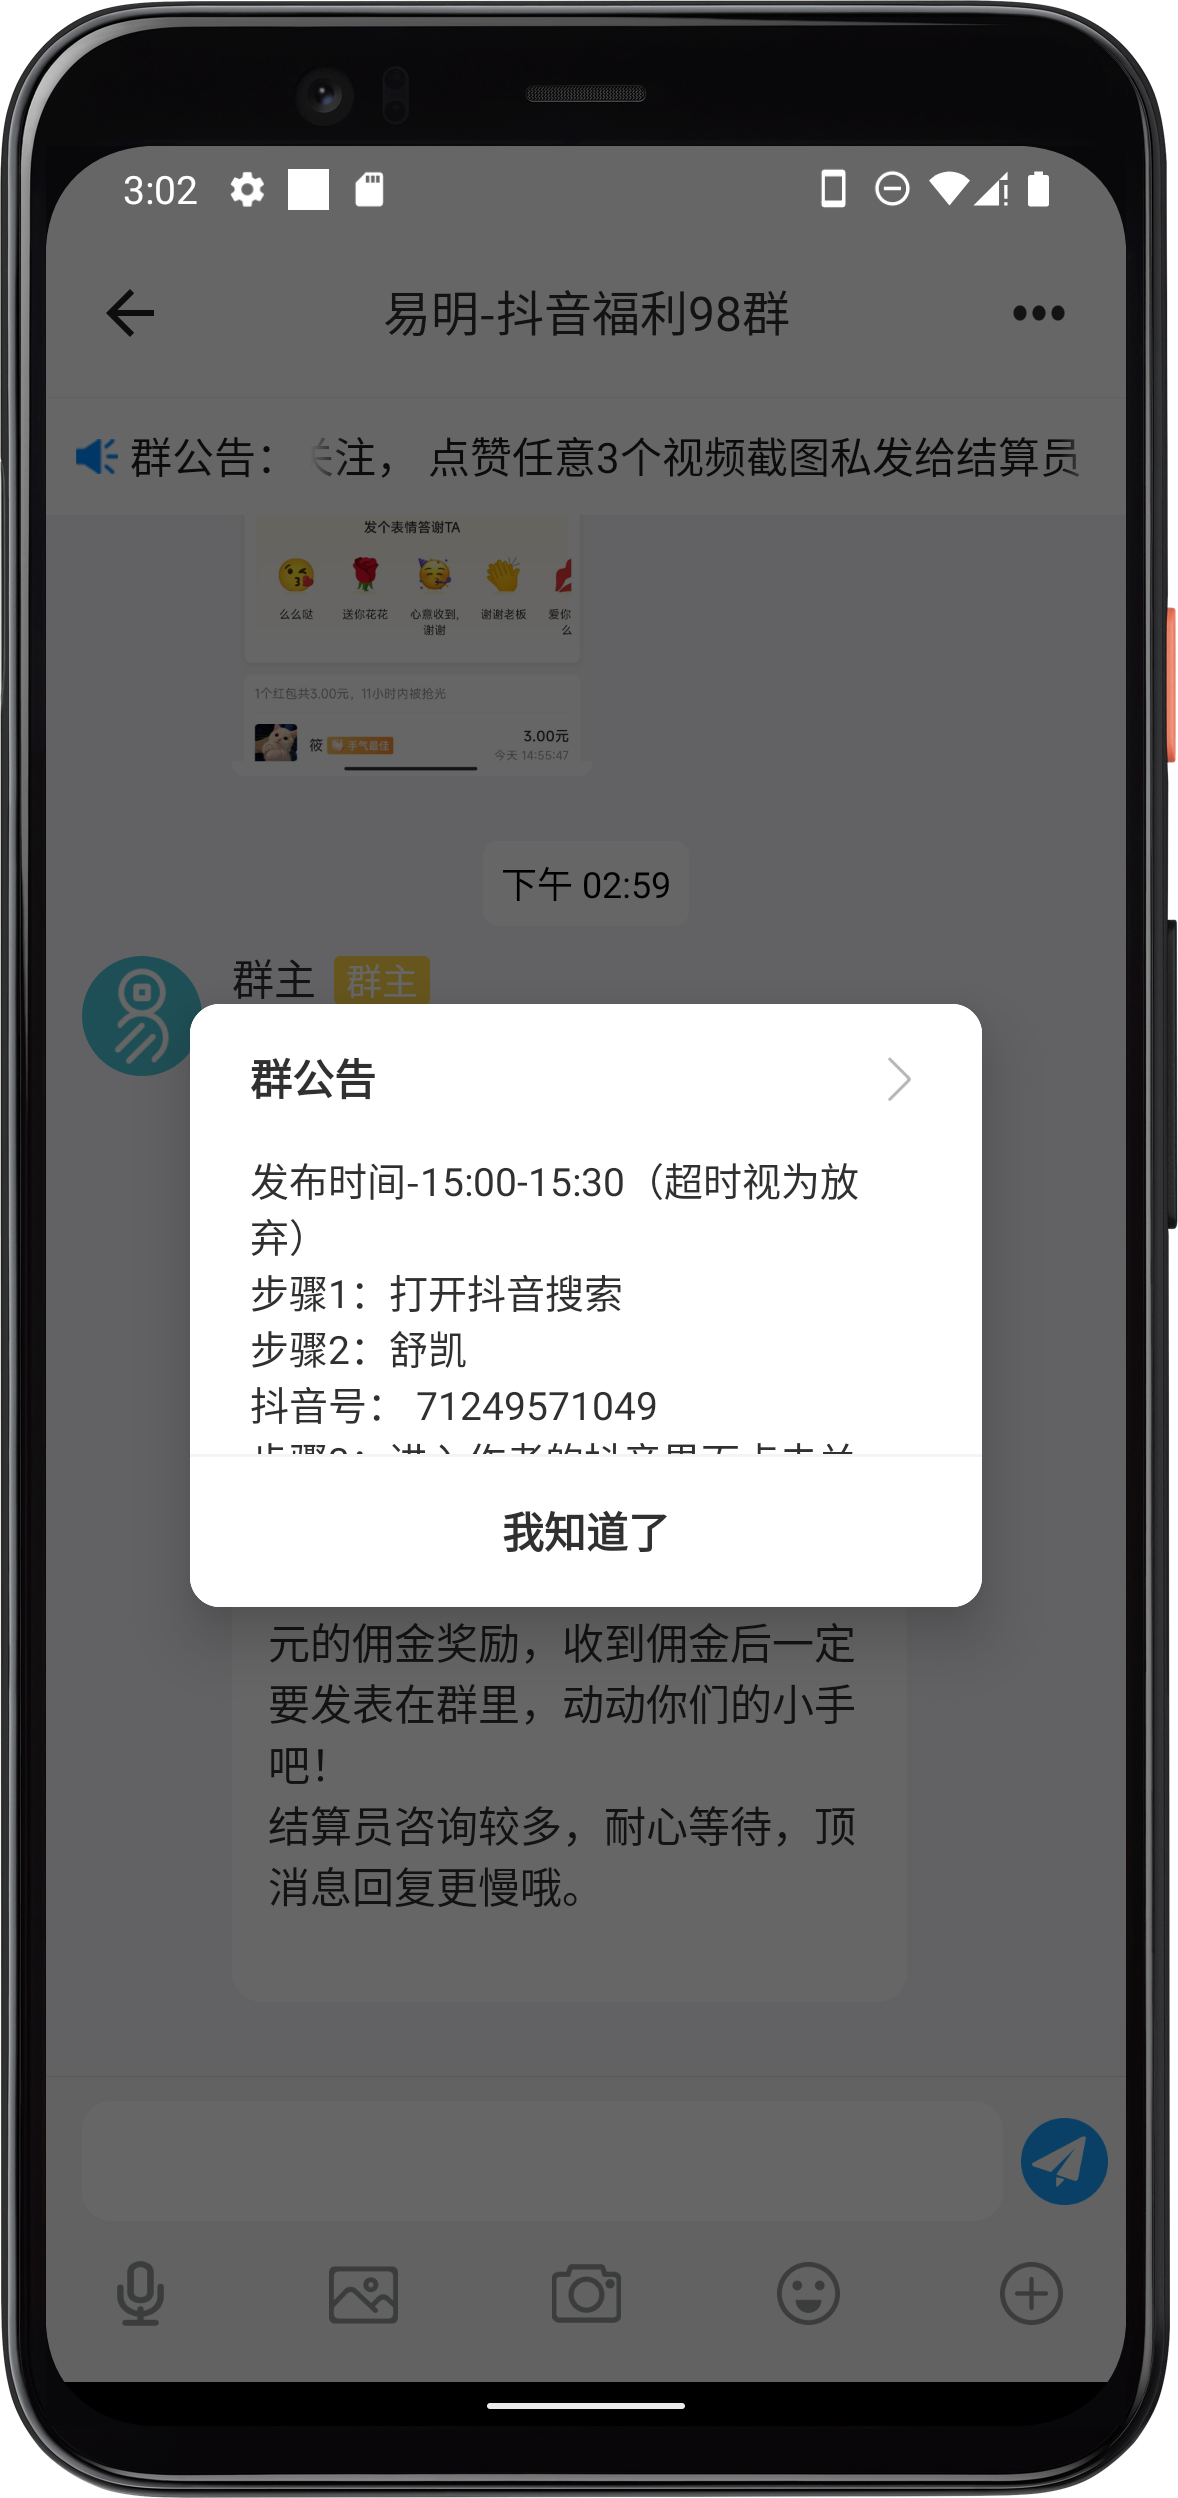 3:02
易明-抖音福利98群
群公告：
注， 点赞任意3个视频截图私发给结算员
发个表情答谢TA
么么哒
送你花花
心意收到，
谢谢
谢谢老板
爱你
么
1个红包共3.00元，11小时内被抢光
筱
手气最佳
3.00元
今天 14:55:47
下午 02:59
群主
群主
群公告
发布时间-15:00-15:30（超时视为放
弃）
步骤1：打开抖音搜索
步骤2：舒凯
抖音号： 71249571049
我知道了
元的佣金奖励，收到佣金后一定
要发表在群里，动动你们的小手
吧！
结算员咨询较多，耐心等待，顶
消息回复更慢哦。